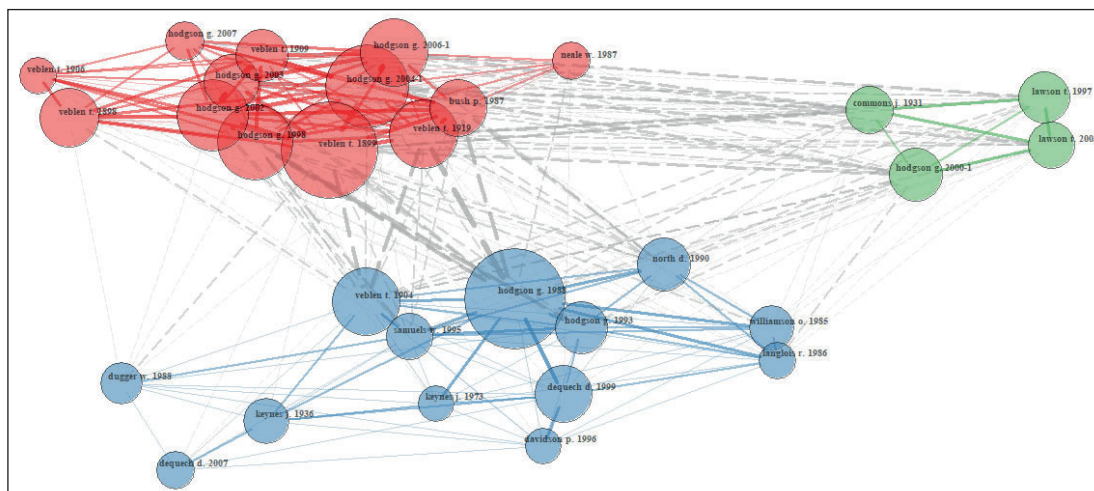 hodgson g. 2007
veblen t. 1909
hodgson g. 2006-1
neale w. 1987
veblen t. 1906
hodgson g. 2003
hodgson g. 2004-1
veblen t. 1898
hodgson g. 2002
bush p. 1987
hodgson g. 1998
veblen t. 1899
veblen t. 1919
commons j. 1931
lawson t. 1997
lawson t. 200
hodgson g. 2000-1
north d. 1990
veblen t. 1904
hodgson g. 1988
samuels w. 1995
hodgson g. 1993
williamson o. 1985
langlois r. 1986
dugger w. 1988
dequech d. 1999
keynes j. 1973
keynes j. 1936
davidson p. 1996
dequech d. 2007